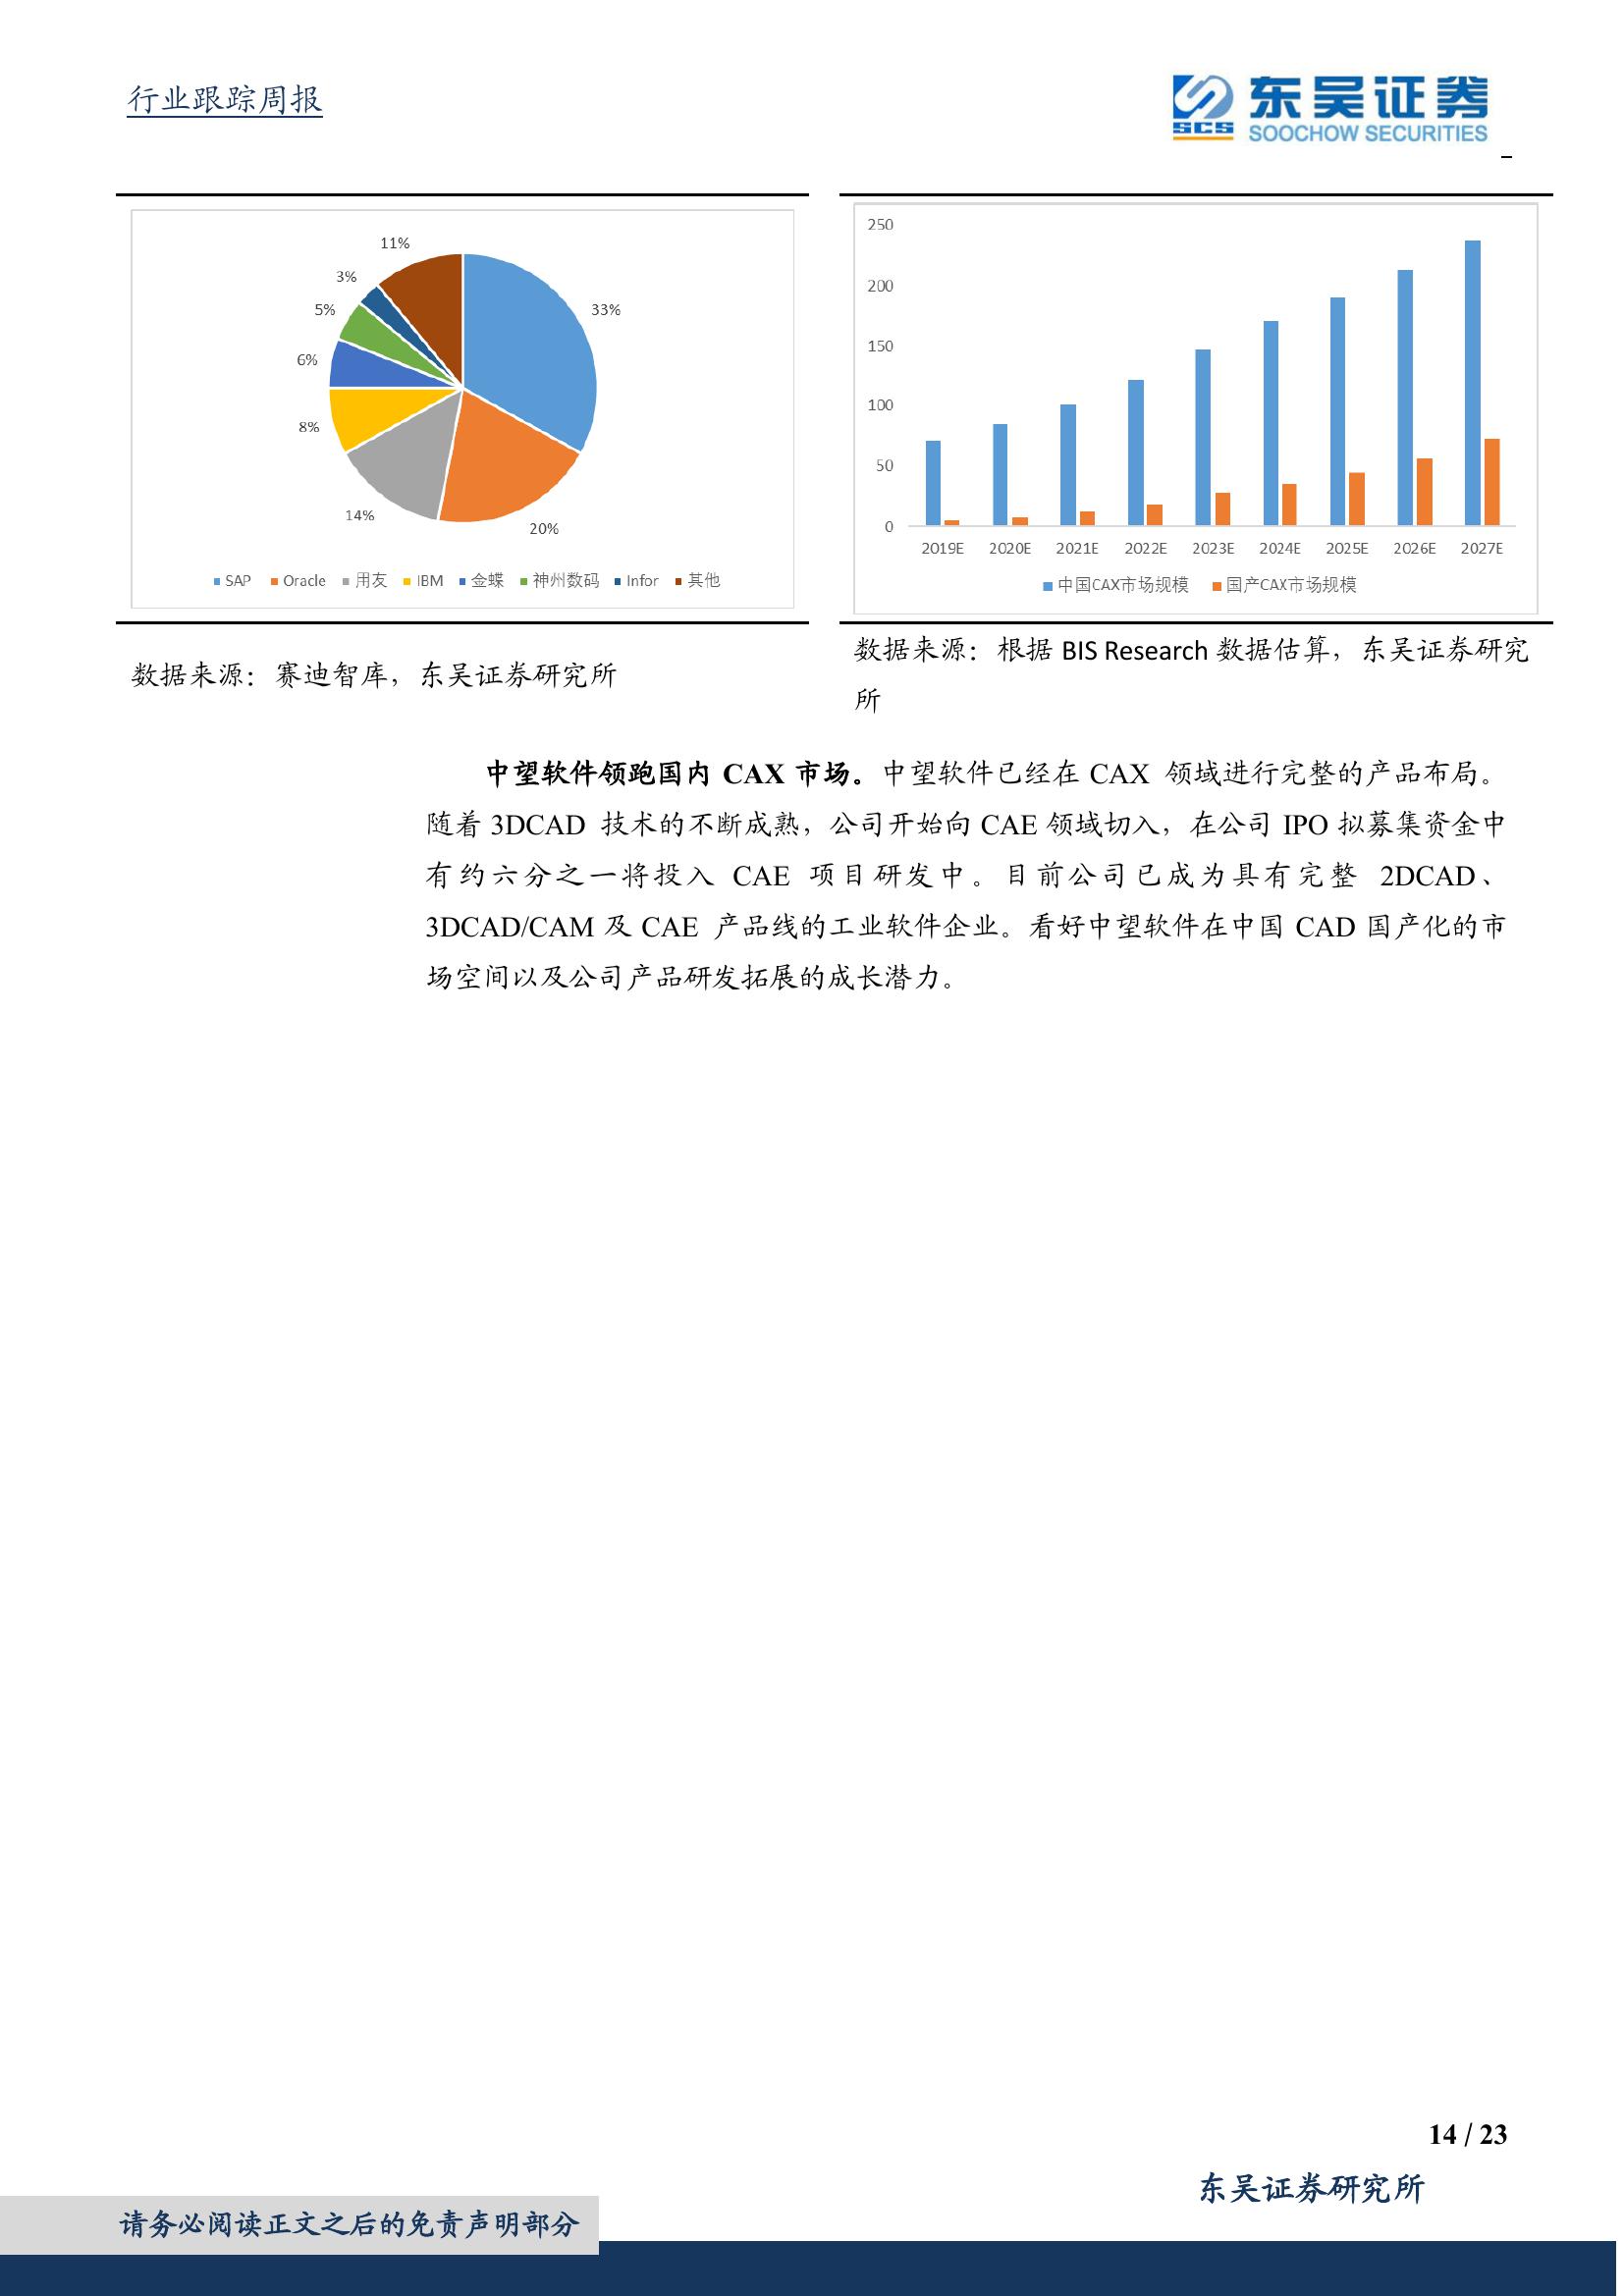 行业跟踪周报
SCS
东吴证券
SOOCHOW SECURITIES
11%
3%
5%
6%
8%
14%
20%
33%
SAP Oracle 用友 IBM 金蝶 神州数码 Infor 其他
250
200
150
100
50
0
2019E 2020E 2021E 2022E 2023E 2024E 2025E 2026E 2027E
中国CAX市场规模 国产CAX市场规模
数据来源：赛迪智库，东吴证券研究所
数据来源：根据 BIS Research 数据估算，东吴证券研究
所
中望软件领跑国内 CAX 市场。中望软件已经在 CAX 领域进行完整的产品布局。
随着 3DCAD 技术的不断成熟，公司开始向 CAE 领域切入，在公司 IPO 拟募集资金中
有约六分之一将投入 CAE 项目研发中。目前公司已成为具有完整 2DCAD、
3DCAD/CAM 及 CAE 产品线的工业软件企业。看好中望软件在中国 CAD 国产化的市
场空间以及公司产品研发拓展的成长潜力。
14 / 23
东吴证券研究所
请务必阅读正文之后的免责声明部分